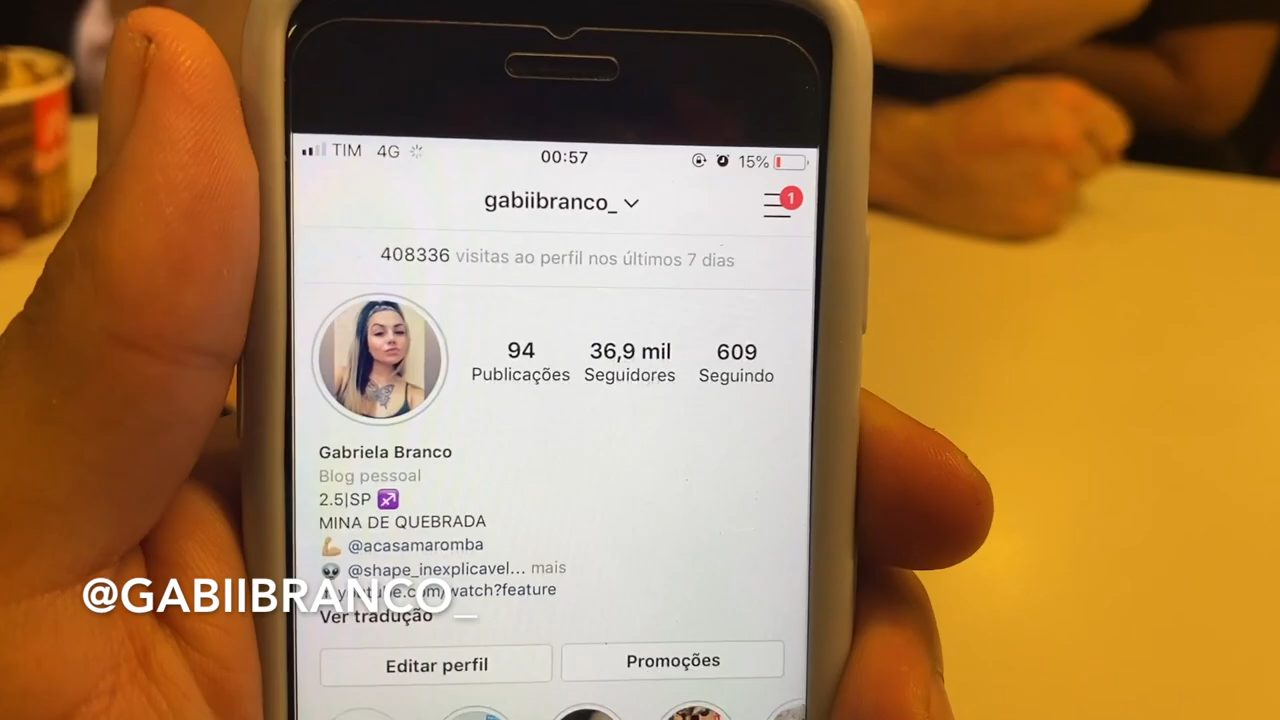 TIM 4G 00:57 15%
gabiibranco_
1
408336 visitas ao perfil nos últimos 7 dias
94 36,9 mil 609
Publicações Seguidores Seguindo
Gabriela Branco
Blog pessoal
2.5|SP ♐
MINA DE QUEBRADA
💪 @acasamaromba
👽 @shape_inexplicavel... mais
watch?feature
@GABIIBRANCO_
Ver tradução
Editar perfil Promoções